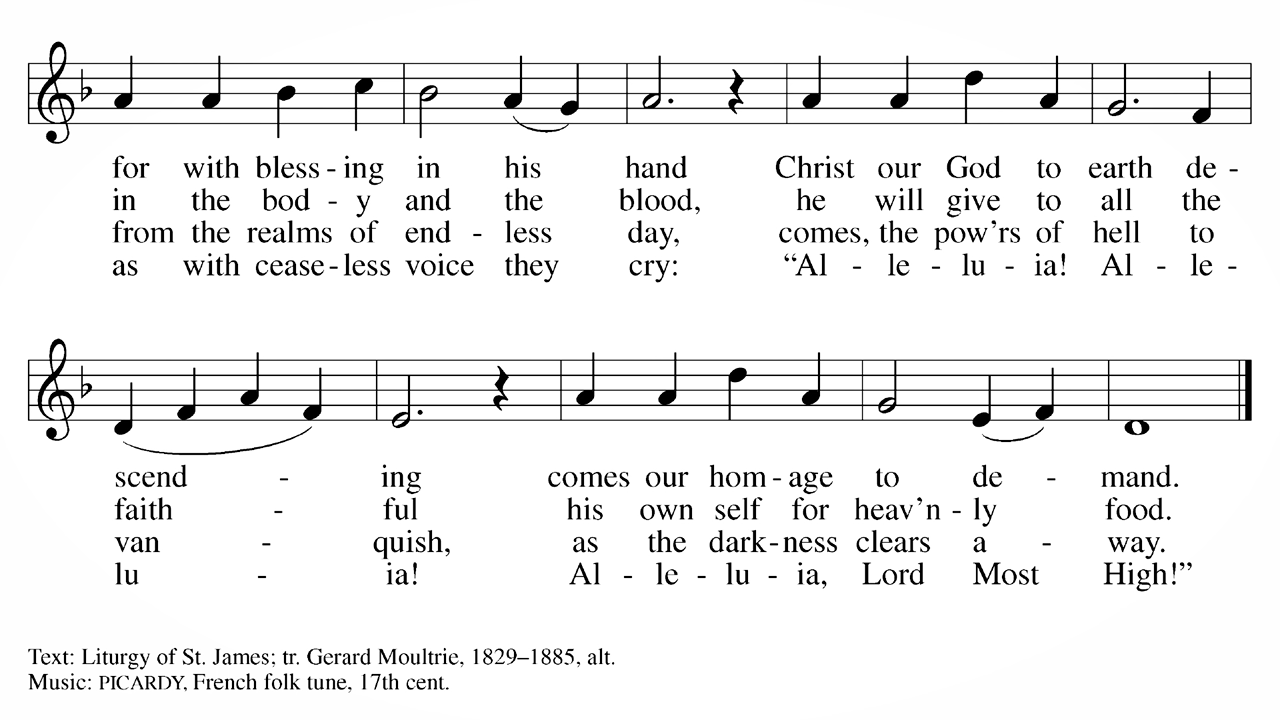 for with bless - ing in his hand Christ our God to earth de -
in the bod - y and the blood, he will give to all the
from the realms of end - less day, comes, the pow’rs of hell to
as with cease - less voice they cry: “Al - le - lu - ia! Al - le -
scend - ing comes our hom - age to de - mand.
faith - ful his own self for heav’n - ly food.
van - quish, as the dark - ness clears a - way.
lu - ia! Al - le - lu - ia, Lord Most High!”
Text: Liturgy of St. James; tr. Gerard Moultrie, 1829–1885, alt.
Music: PICARDY, French folk tune, 17th cent.